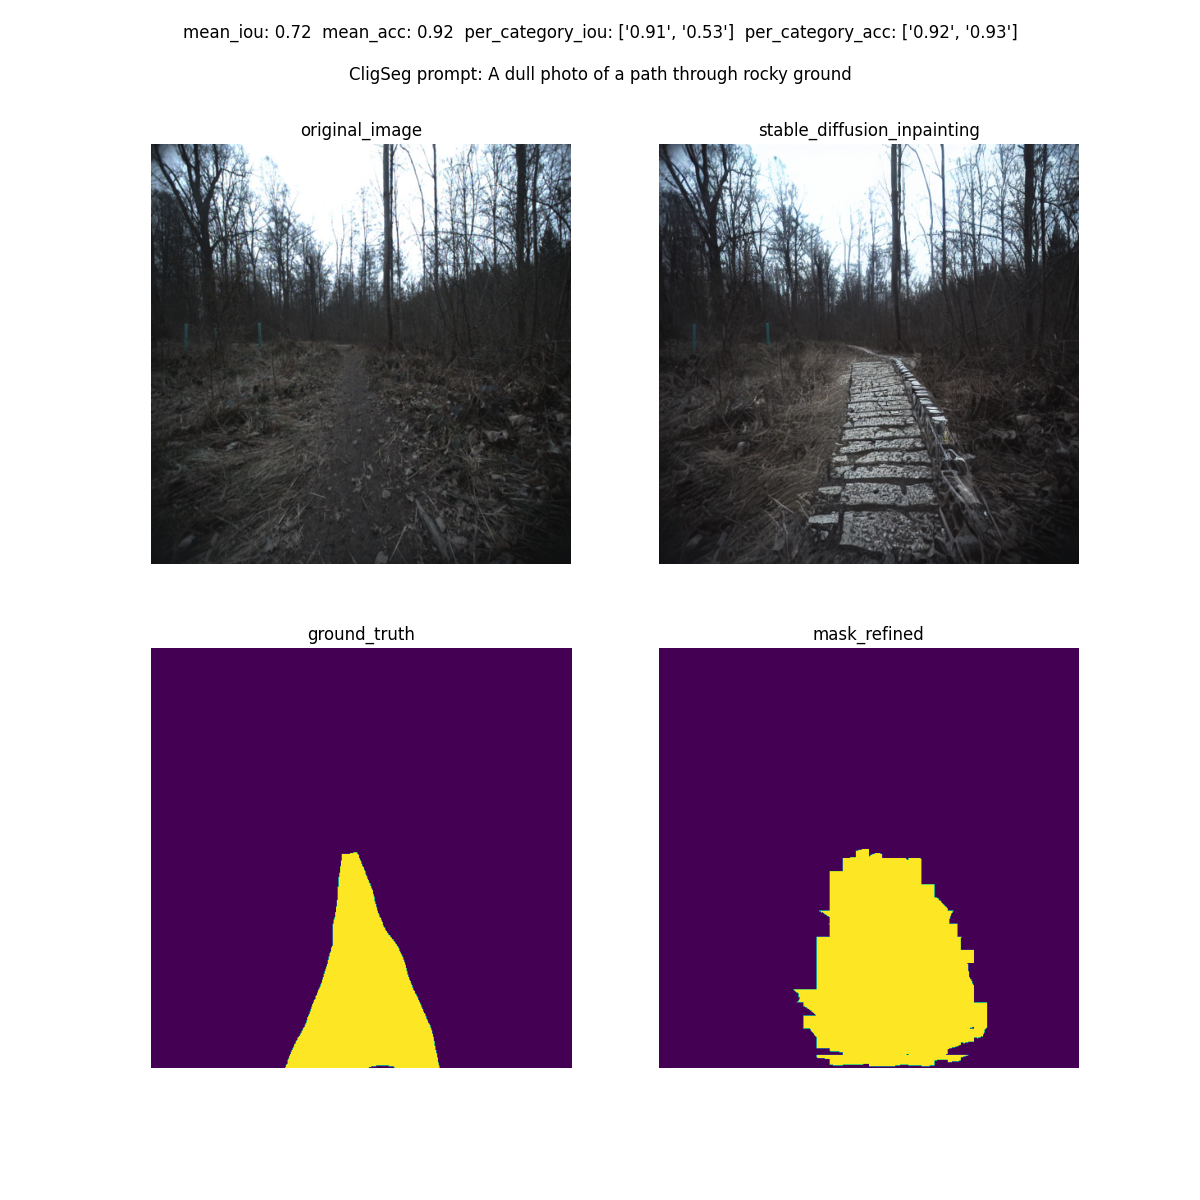 mean_iou: 0.72  mean_acc: 0.92  per_category_iou: ['0.91', '0.53']  per_category_acc: ['0.92', '0.93']
CligSeg prompt: A dull photo of a path through rocky ground
original_image
stable_diffusion_inpainting
ground_truth
mask_refined